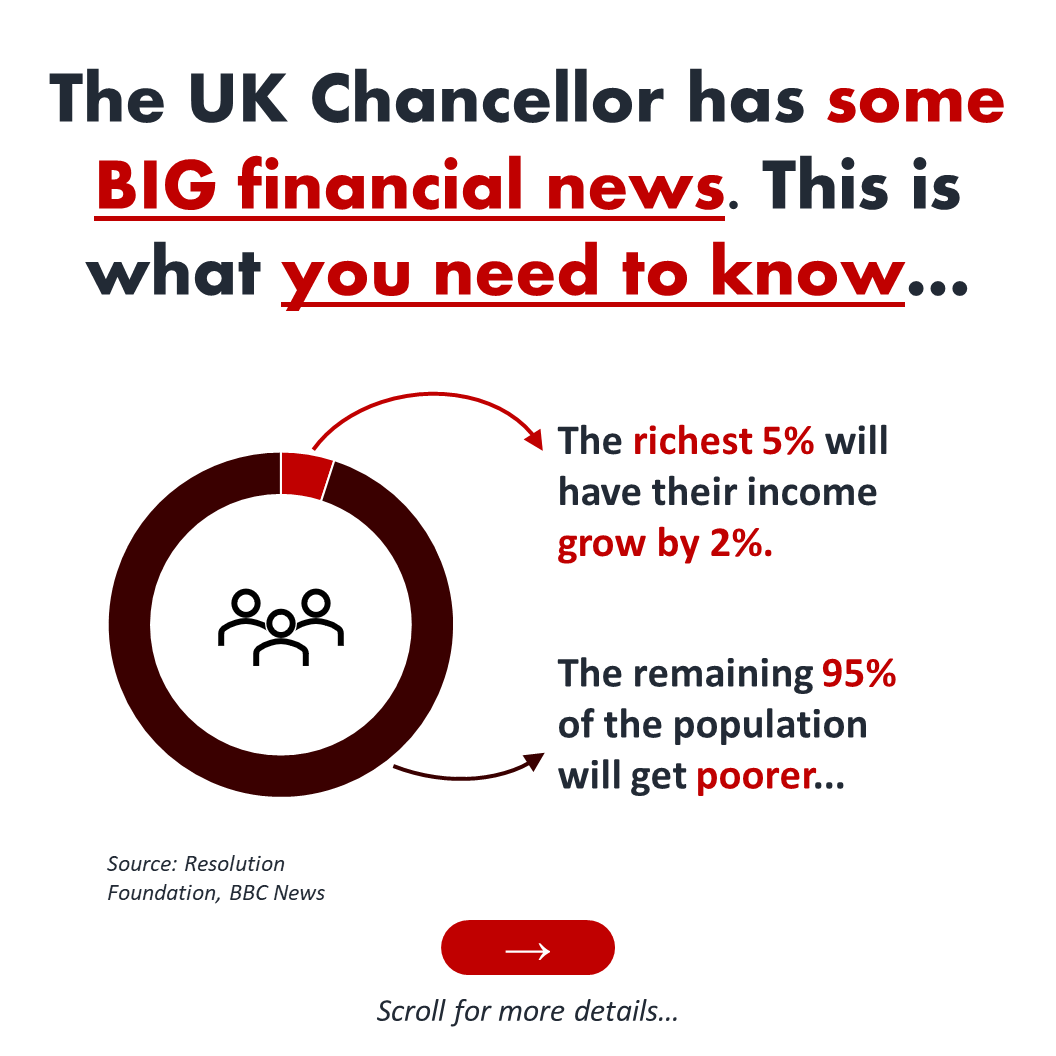 The UK Chancellor has some
BIG financial news. This is
what you need to know...
The richest 5% will
have their income
grow by 2%.
The remaining 95%
of the population
will get poorer...
Source: Resolution
Foundation, BBC News
→
Scroll for more details...